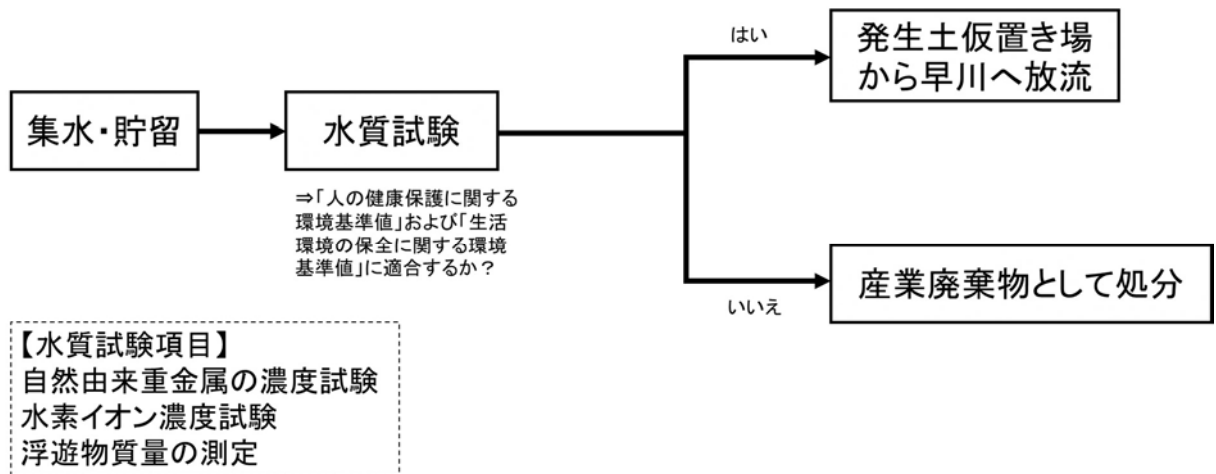 集水・貯留
水質試験
⇒「人の健康保護に関する
環境基準値」および「生活
環境の保全に関する環境
基準値」に適合するか？
はい
発生土仮置き場
から早川へ放流
いいえ
産業廃棄物として処分
【水質試験項目】
自然由来重金属の濃度試験
水素イオン濃度試験
浮遊物質量の測定